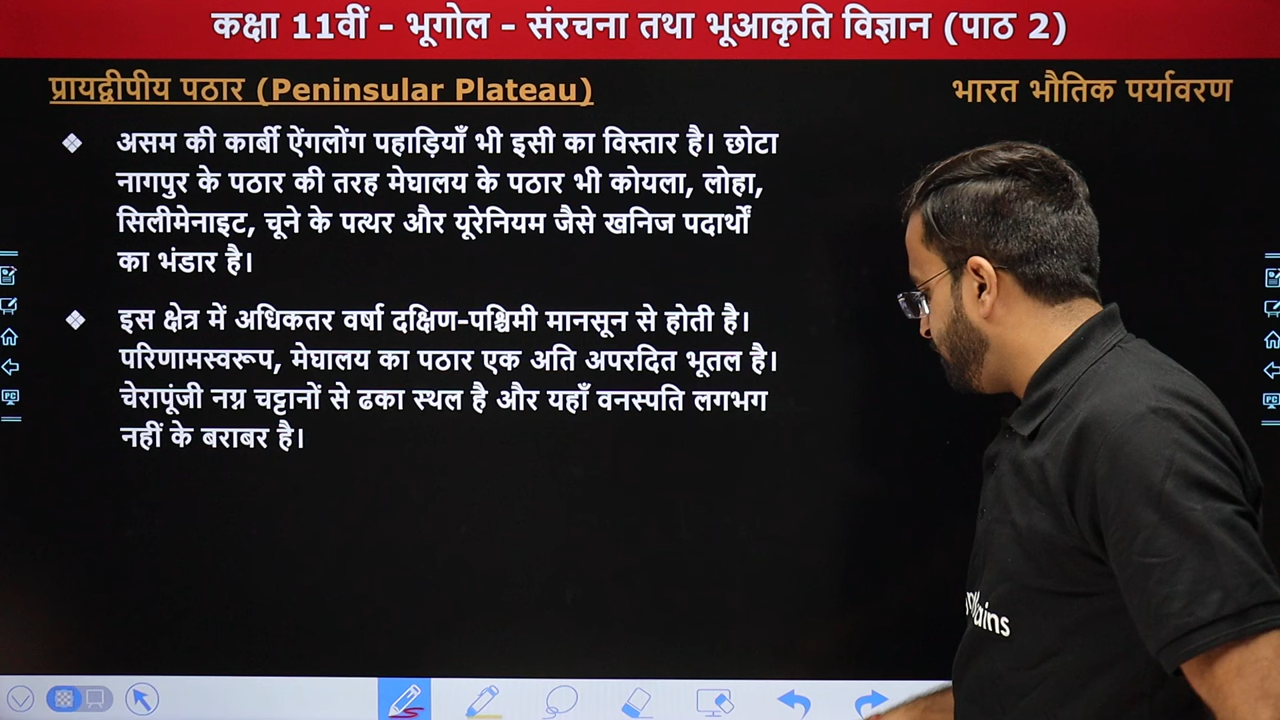 कक्षा 11वीं - भूगोल - संरचना तथा भूआकृति विज्ञान (पाठ 2)
प्रायद्वीपीय पठार (Peninsular Plateau)
भारत भौतिक पर्यावरण
❖ असम की कार्बी ऐंगलोंग पहाड़ियाँ भी इसी का विस्तार है। छोटा
नागपुर के पठार की तरह मेघालय के पठार भी कोयला, लोहा,
सिलीमेनाइट, चूने के पत्थर और यूरेनियम जैसे खनिज पदार्थों
का भंडार है।
❖ इस क्षेत्र में अधिकतर वर्षा दक्षिण-पश्चिमी मानसून से होती है।
परिणामस्वरूप, मेघालय का पठार एक अति अपरदित भूतल है।
चेरापूंजी नग्न चट्टानों से ढका स्थल है और यहाँ वनस्पति लगभग
नहीं के बराबर है।
PC
PC